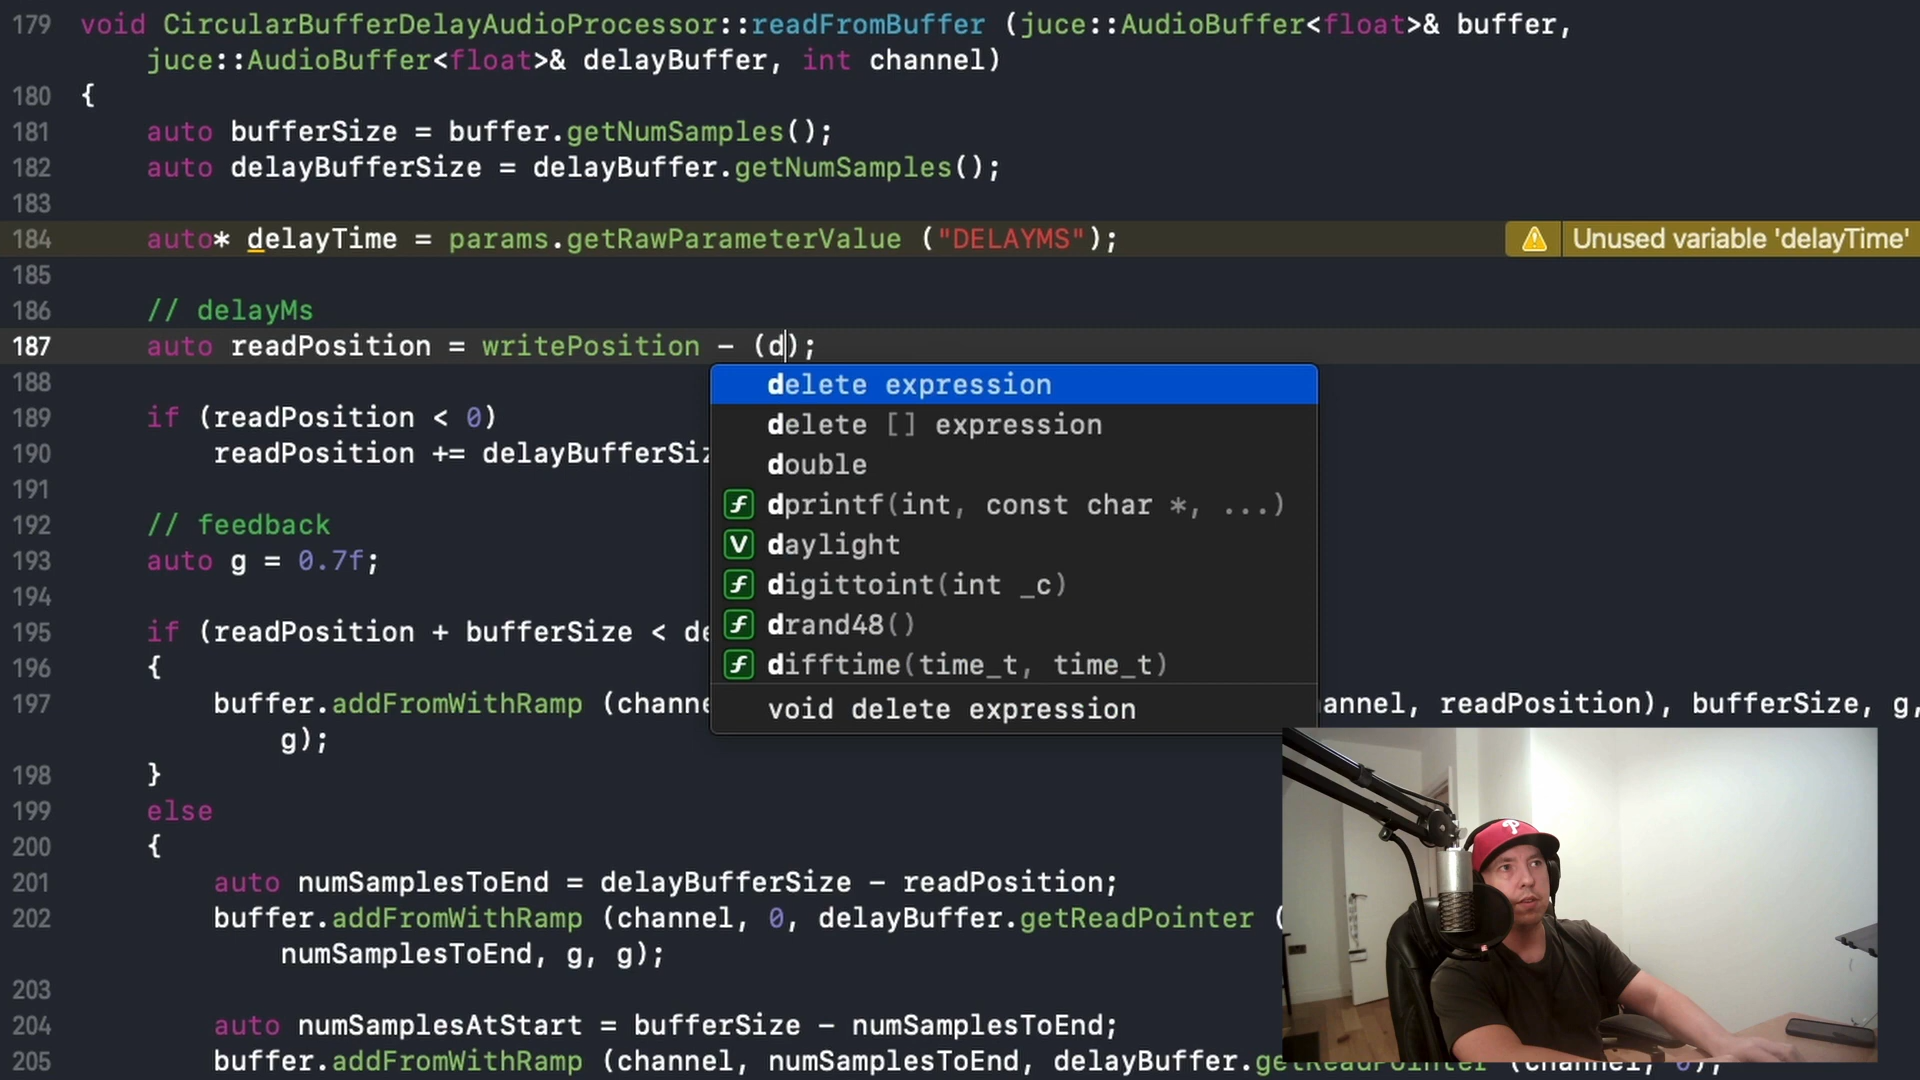 179 void CircularBufferDelayAudioProcessor::readFromBuffer (juce::AudioBuffer<float>& buffer,
juce::AudioBuffer<float>& delayBuffer, int channel)
180 {
181 auto bufferSize = buffer.getNumSamples();
182 auto delayBufferSize = delayBuffer.getNumSamples();
183
184 auto* delayTime = params.getRawParameterValue ("DELAYMS"); Unused variable 'delayTime'
185
186 // delayMs
187 auto readPosition = writePosition - (d);
188 delete expression
delete [] expression
double
dprintf(int, const char *, ...)
daylight
digittoint(int _c)
drand48()
difftime(time_t, time_t)
void delete expression
189 if (readPosition < 0)
190 readPosition += delayBufferSiz
191
192 // feedback
193 auto g = 0.7f;
194
195 if (readPosition + bufferSize < de
196 {
197 buffer.addFromWithRamp (channe annel, readPosition), bufferSize, g,
g);
198 }
199 else
200 {
201 auto numSamplesToEnd = delayBufferSize - readPosition;
202 buffer.addFromWithRamp (channel, 0, delayBuffer.getReadPointer (
numSamplesToEnd, g, g);
203
204 auto numSamplesAtStart = bufferSize - numSamplesToEnd;
205 buffer.addFromWithRamp (channel, numSamplesToEnd, delayBuffer.getReadPointer (channel, 0),
P